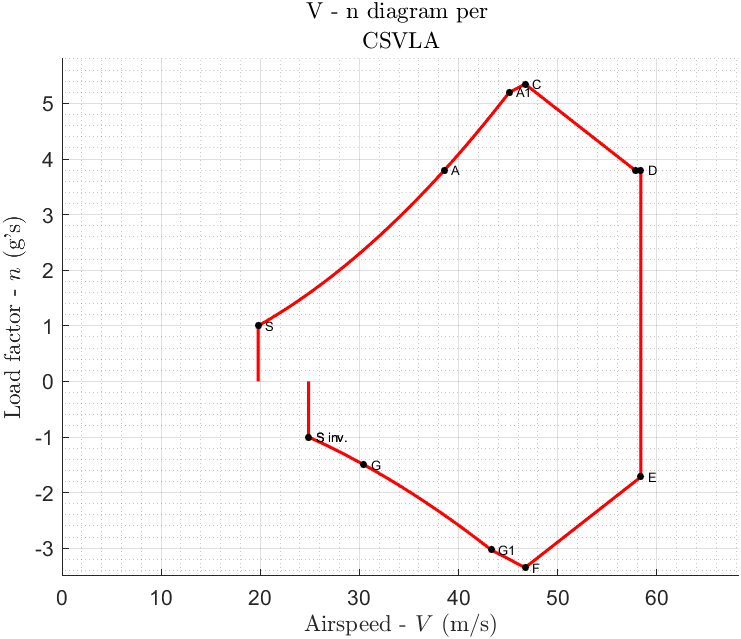 V - n diagram per
CSVLA
Load factor - n (g's)
5
4
3
2
1
0
-1
-2
-3
C
A1
A
D
S
S inv.
G
E
G1
F
0 10 20 30 40 50 60
Airspeed - V (m/s)